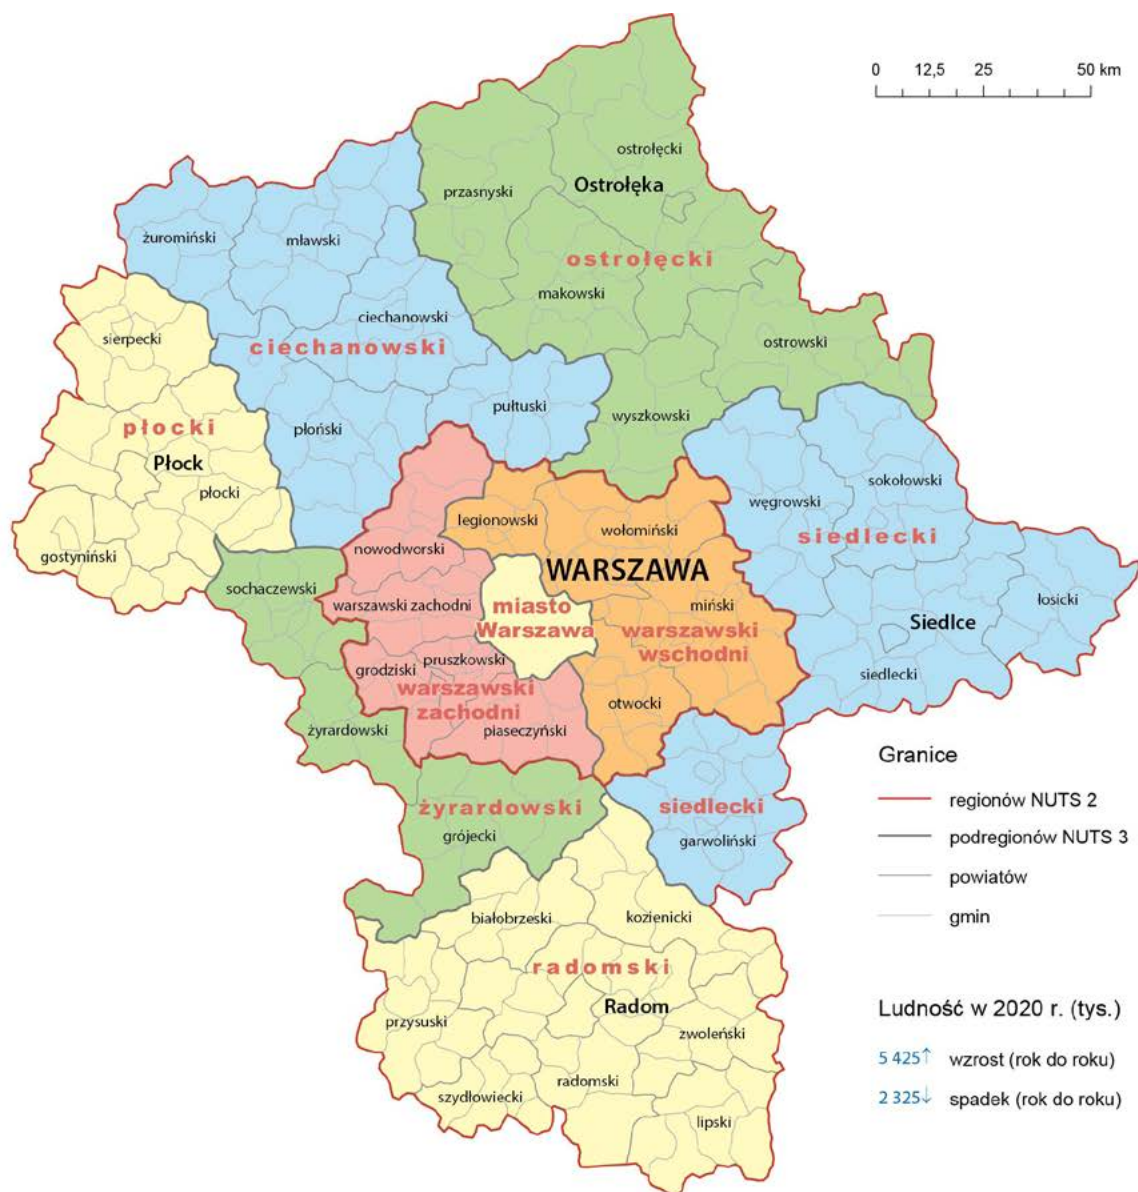 0 12,5 25 50 km
ostrołęcki
Ostrołęka
przasnyski
żuromiński
mławski
ostrołęcki
makowski
ciechanowski
sierpecki
ciechanowski
ostrowski
pułtuski
wyszkowski
płocki
płoński
Płock
płocki
sokołowski
węgrowski
legionowski
wołomiński
siedlecki
gostyniński
nowodworski
WARSZAWA
sochaczewski
warszawski zachodni
miasto
Warszawa
miński
łosicki
Siedlce
warszawski
wschodni
pruszkowski
grodziski
siedlecki
warszawski
zachodni
otwocki
żyrardowski
piaseczyński
Granice
regionów NUTS 2
podregionów NUTS 3
powiatów
gmin
żyrardowski
grójecki
siedlecki
garwoliński
białobrzeski
kozienicki
radomski
Radom
przysuski
zwoleński
radomski
szydłowiecki
lipski
Ludność w 2020 r. (tys.)
5 425↑ wzrost (rok do roku)
2 325↓ spadek (rok do roku)